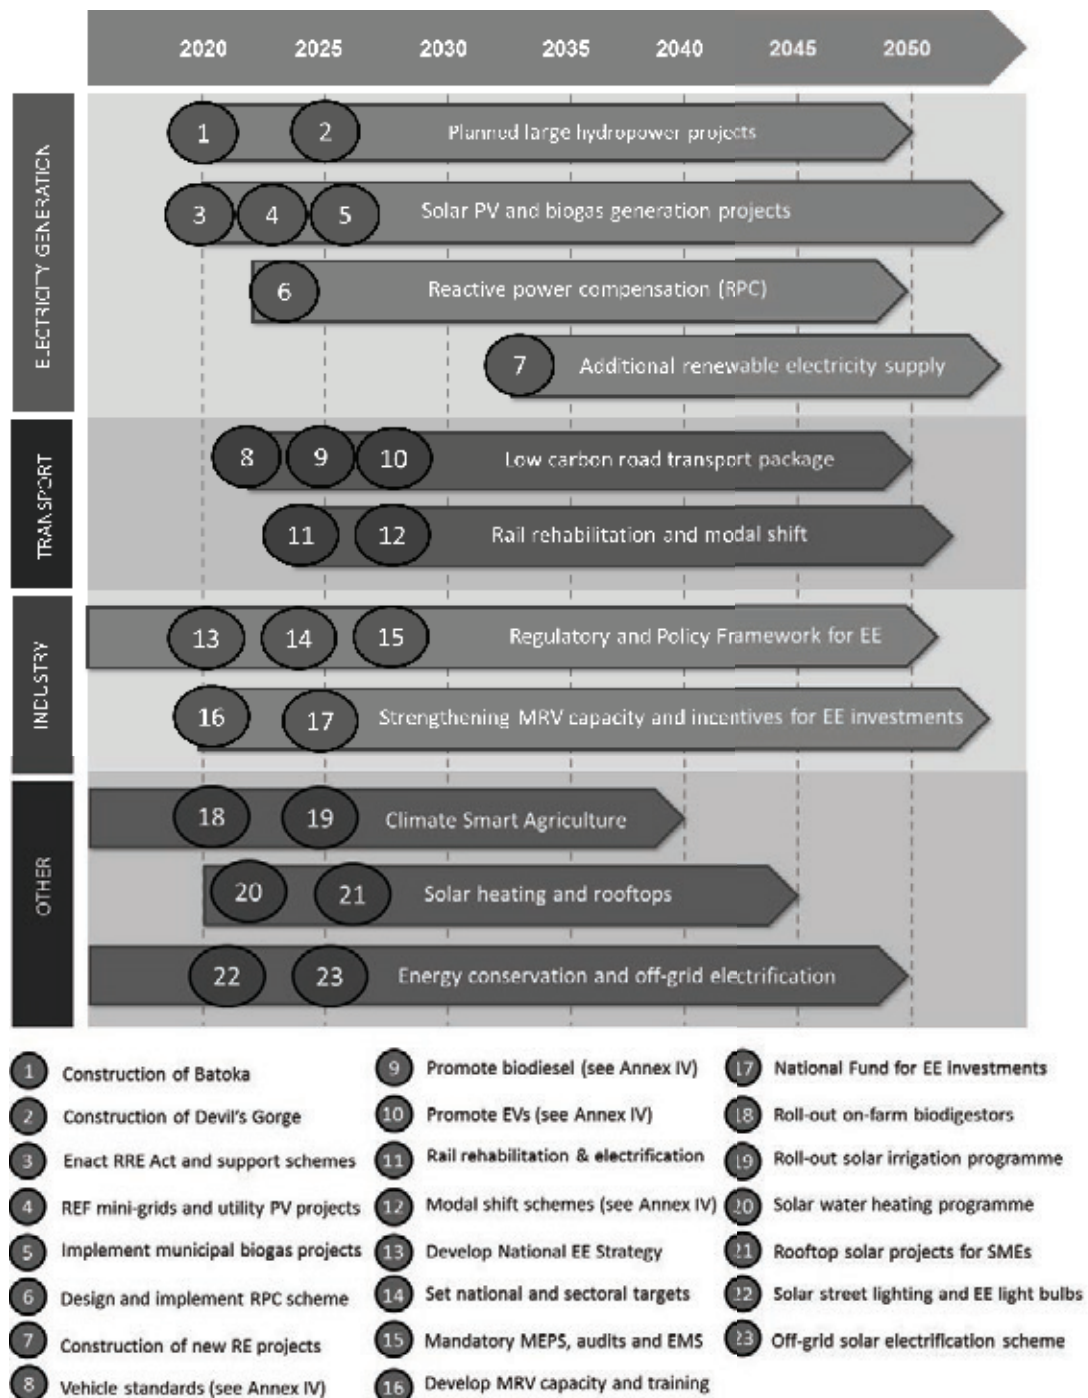 2020 2025 2030 2035 2040 2045 2050
ELECTRICITY GENERATION
1 2 Planned large hydropower projects
3 4 5 Solar PV and biogas generation projects
6 Reactive power compensation (RPC)
7 Additional renewable electricity supply
TRANSPORT
8 9 10 Low carbon road transport package
11 12 Rail rehabilitation and modal shift
INDUSTRY
13 14 15 Regulatory and Policy Framework for EE
16 17 Strengthening MRV capacity and incentives for EE investments
OTHER
18 19 Climate Smart Agriculture
20 21 Solar heating and rooftops
22 23 Energy conservation and off-grid electrification
1 Construction of Batoka
2 Construction of Devil's Gorge
3 Enact RRE Act and support schemes
4 REF mini-grids and utility PV projects
5 Implement municipal biogas projects
6 Design and implement RPC scheme
7 Construction of new RE projects
8 Vehicle standards (see Annex IV)
9 Promote biodiesel (see Annex IV)
10 Promote EVs (see Annex IV)
11 Rail rehabilitation & electrification
12 Modal shift schemes (see Annex IV)
13 Develop National EE Strategy
14 Set national and sectoral targets
15 Mandatory MEPS, audits and EMS
16 Develop MRV capacity and training
17 National Fund for EE investments
18 Roll-out on-farm biodigestors
19 Roll-out solar irrigation programme
20 Solar water heating programme
21 Rooftop solar projects for SMEs
22 Solar street lighting and EE light bulbs
23 Off-grid solar electrification scheme